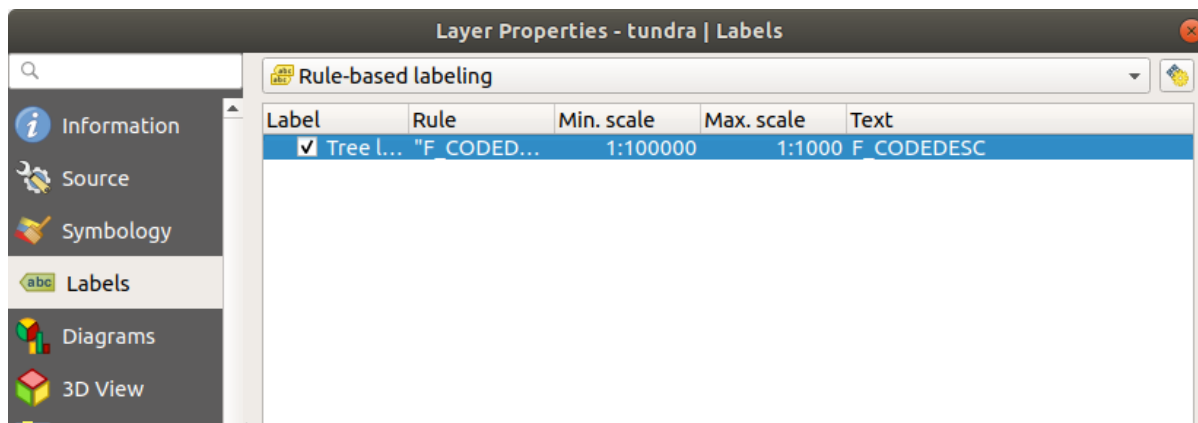 Layer Properties - tundra | Labels
Rule-based labeling
Information
Source
Symbology
abc Labels
Diagrams
3D View
Label Rule Min. scale Max. scale Text
Tree l... "F_CODED... 1:100000 1:1000 F_CODEDESC